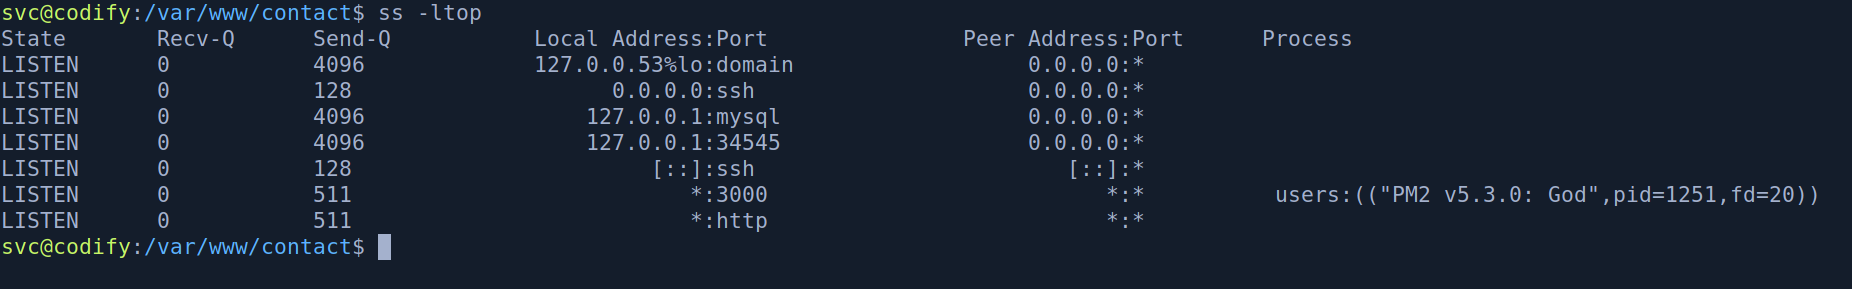 svc@codify:/var/www/contact$ ss -ltop
State Recv-Q Send-Q Local Address:Port Peer Address:Port Process
LISTEN 0 4096 127.0.0.53%lo:domain 0.0.0.0:*
LISTEN 0 128 0.0.0.0:ssh 0.0.0.0:*
LISTEN 0 4096 127.0.0.1:mysql 0.0.0.0:*
LISTEN 0 4096 127.0.0.1:34545 0.0.0.0:*
LISTEN 0 128 [::]:ssh [::]:*
LISTEN 0 511 *:3000 *:* users:(("PM2 v5.3.0: God",pid=1251,fd=20))
LISTEN 0 511 *:http *:*
svc@codify:/var/www/contact$